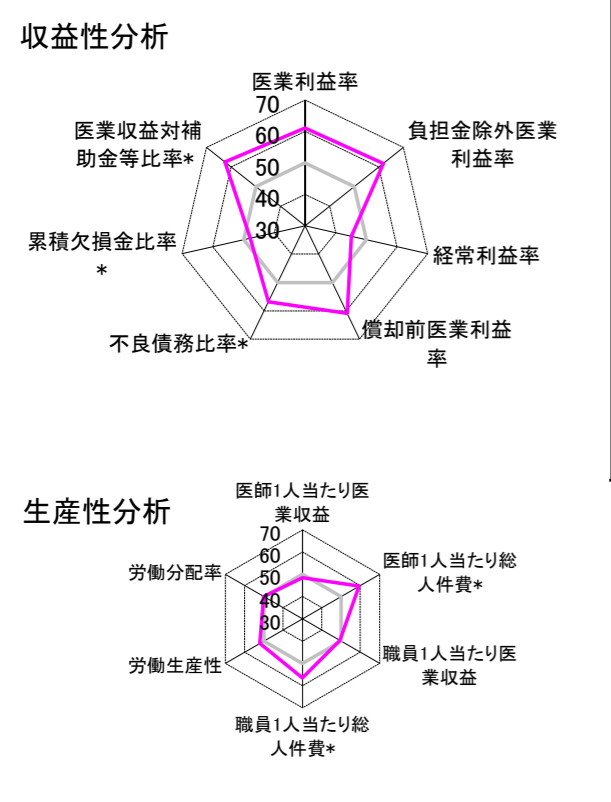 収益性分析
医業利益率
70
60
50
40
30
負担金除外医業
利益率
経常利益率
償却前医業利益
率
不良債務比率*
累積欠損金比率
*
医業収益対補
助金等比率*
生産性分析
医師1人当たり医
業収益
70
60
50
40
30
医師1人当たり総
人件費*
職員1人当たり医
業収益
職員1人当たり総
人件費*
労働生産性
労働分配率